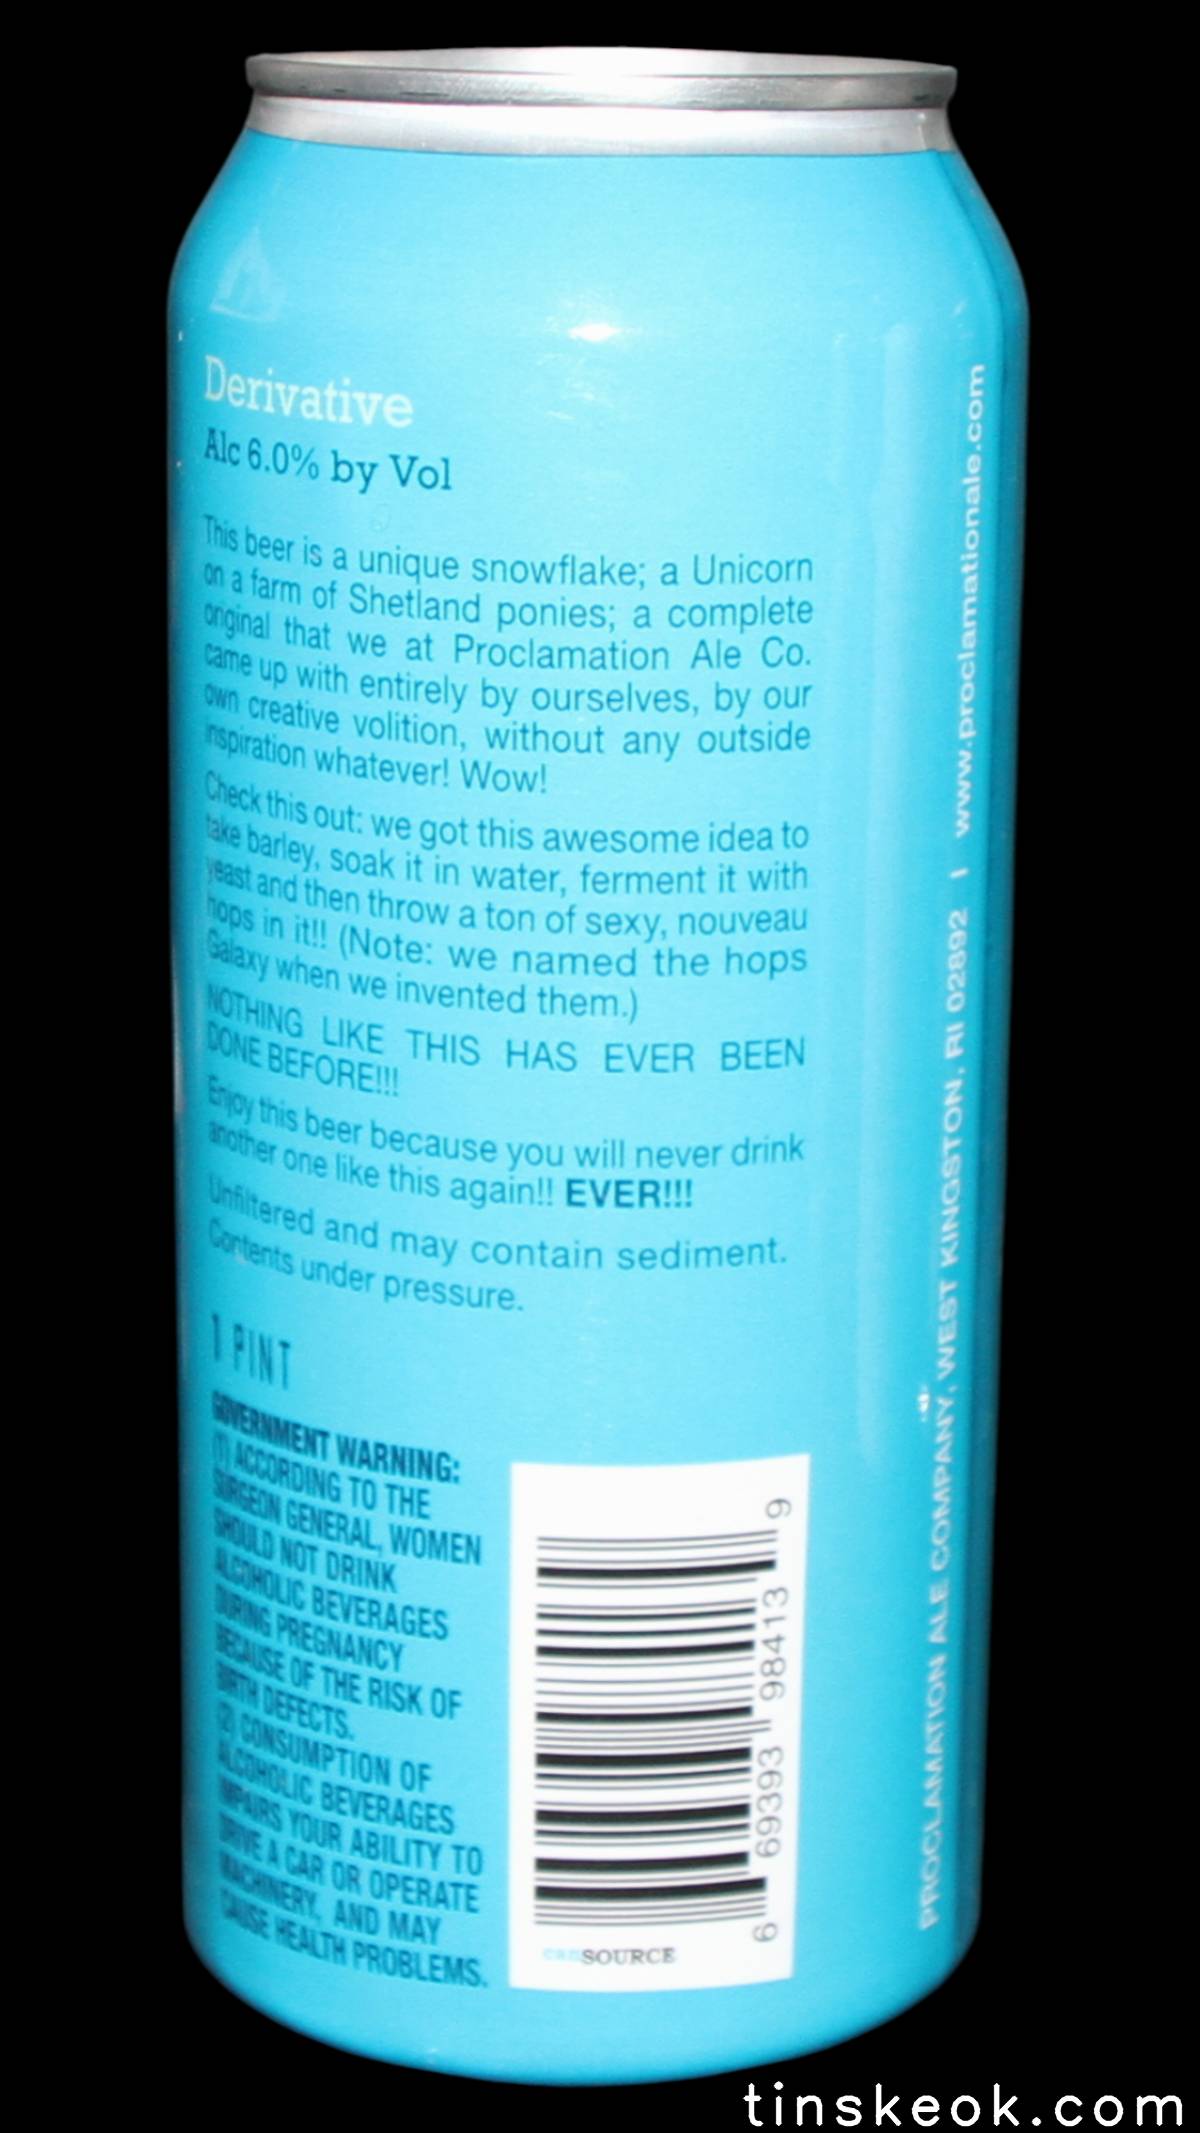 Derivative
Alc 6.0% by Vol
This beer is a unique snowflake; a Unicorn
on a farm of Shetland ponies; a complete
original that we at Proclamation Ale Co.
came up with entirely by ourselves, by our
own creative volition, without any outside
inspiration whatever! Wow!
Check this out: we got this awesome idea to
take barley, soak it in water, ferment it with
yeast and then throw a ton of sexy, nouveau
hops in it!! (Note: we named the hops
Galaxy when we invented them.)
NOTHING LIKE THIS HAS EVER BEEN
DONE BEFORE!!!
Enjoy this beer because you will never drink
another one like this again!! EVER!!!
Unfiltered and may contain sediment.
Contents under pressure.
1 PINT
GOVERNMENT WARNING:
(1) ACCORDING TO THE
SURGEON GENERAL, WOMEN
SHOULD NOT DRINK
ALCOHOLIC BEVERAGES
DURING PREGNANCY
BECAUSE OF THE RISK OF
BIRTH DEFECTS.
(2) CONSUMPTION OF
ALCOHOLIC BEVERAGES
IMPAIRS YOUR ABILITY TO
DRIVE A CAR OR OPERATE
MACHINERY, AND MAY
CAUSE HEALTH PROBLEMS.
6 69393 98413 9
canSOURCE
PROCLAMATION ALE COMPANY, WEST KINGSTON, RI 02892 | www.proclamationale.com
tinskeok.com